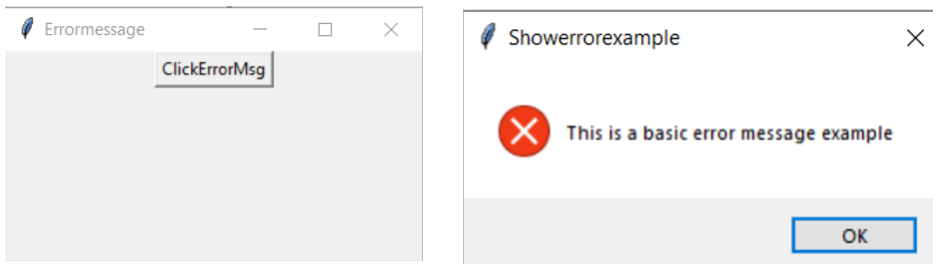 Errormessage
ClickErrorMsg
Showerrorexample
This is a basic error message example
OK